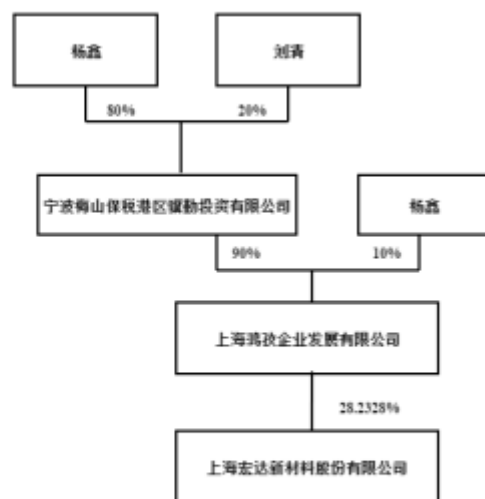 杨鑫
刘青
80%
20%
宁波梅山保税港区骥勤投资有限公司
杨鑫
90%
10%
上海鸿孜企业发展有限公司
28.2328%
上海宏达新材料股份有限公司